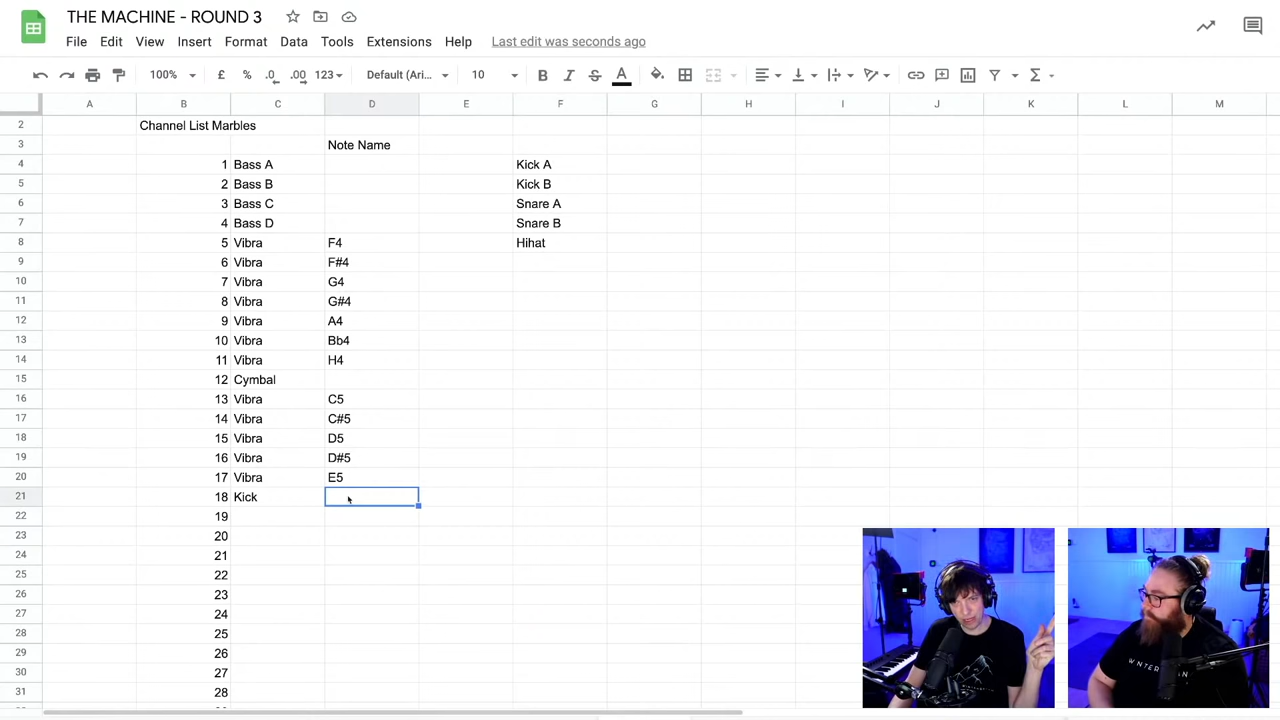 THE MACHINE - ROUND 3
File Edit View Insert Format Data Tools Extensions Help Last edit was seconds ago
100% £ % .0 .00 123 Default (Ari... 10 B I S A
A B C D E F G H I J K L M
2 Channel List Marbles
3 Note Name
4 1 Bass A Kick A
5 2 Bass B Kick B
6 3 Bass C Snare A
7 4 Bass D Snare B
8 5 Vibra F4 Hihat
9 6 Vibra F#4
10 7 Vibra G4
11 8 Vibra G#4
12 9 Vibra A4
13 10 Vibra Bb4
14 11 Vibra H4
15 12 Cymbal
16 13 Vibra C5
17 14 Vibra C#5
18 15 Vibra D5
19 16 Vibra D#5
20 17 Vibra E5
21 18 Kick
22 19
23 20
24 21
25 22
26 23
27 24
28 25
29 26
30 27
31 28